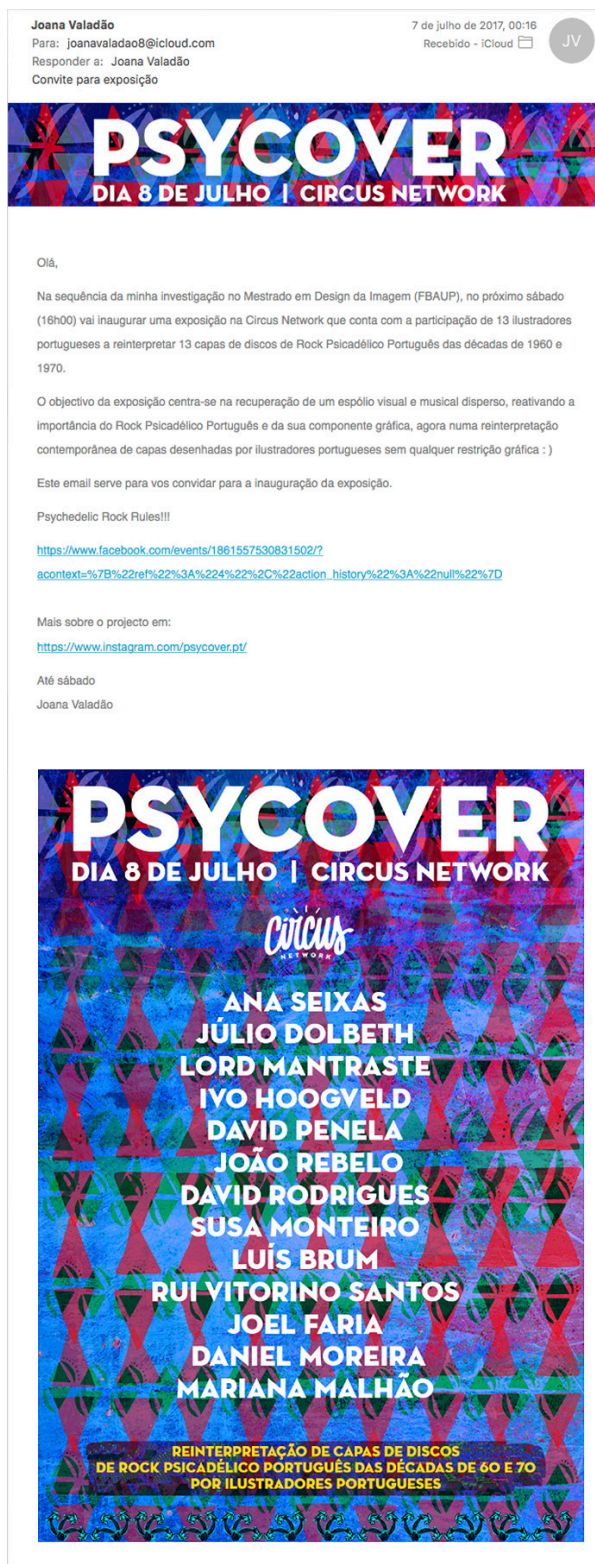 Joana Valadão
7 de julho de 2017, 00:16
Para: joanavaladao8@icloud.com
Recebido - iCloud
JV
Responder a: Joana Valadão
Convite para exposição
PSYCOVER
DIA 8 DE JULHO | CIRCUS NETWORK
Olá,
Na sequência da minha investigação no Mestrado em Design da Imagem (FBAUP), no próximo sábado
(16h00) vai inaugurar uma exposição na Circus Network que conta com a participação de 13 ilustradores
portugueses a reinterpretar 13 capas de discos de Rock Psicadélico Português das décadas de 1960 e
1970.
O objectivo da exposição centra-se na recuperação de um espólio visual e musical disperso, reativando a
importância do Rock Psicadélico Português e da sua componente gráfica, agora numa reinterpretação
contemporânea de capas desenhadas por ilustradores portugueses sem qualquer restrição gráfica : )
Este email serve para vos convidar para a inauguração da exposição.
Psychedelic Rock Rules!!!
https://www.facebook.com/events/1861557530831502/?
acontext=%7B%22ref%22%3A%224%22%2C%22action_history%22%3A%22null%22%7D
Mais sobre o projecto em:
https://www.instagram.com/psycover.pt/
Até sábado
Joana Valadão
PSYCOVER
DIA 8 DE JULHO | CIRCUS NETWORK
CIRCUS
NETWORK
ANA SEIXAS
JÚLIO DOLBETH
LORD MANTRASTE
IVO HOOGVELD
DAVID PENELA
JOÃO REBELO
DAVID RODRIGUES
SUSA MONTEIRO
LUÍS BRUM
RUI VITORINO SANTOS
JOEL FARIA
DANIEL MOREIRA
MARIANA MALHÃO
REINTERPRETAÇÃO DE CAPAS DE DISCOS
DE ROCK PSICADÉLICO PORTUGUÊS DAS DÉCADAS DE 60 E 70
POR ILUSTRADORES PORTUGUESES